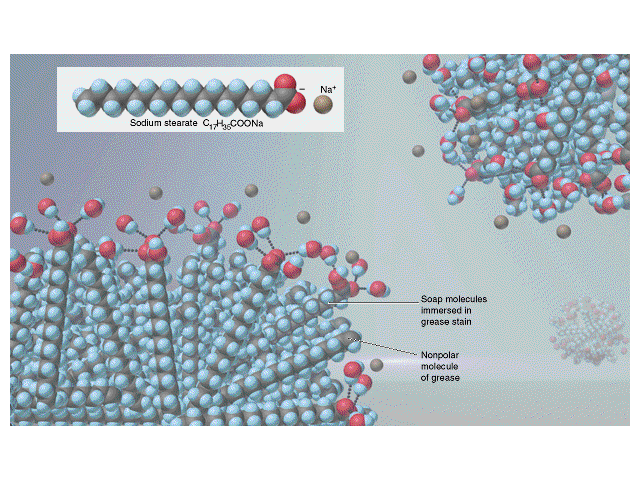 Na⁺
Sodium stearate C₁₇H₃₅COONa
Soap molecules
immersed in
grease stain
Nonpolar
molecule
of grease